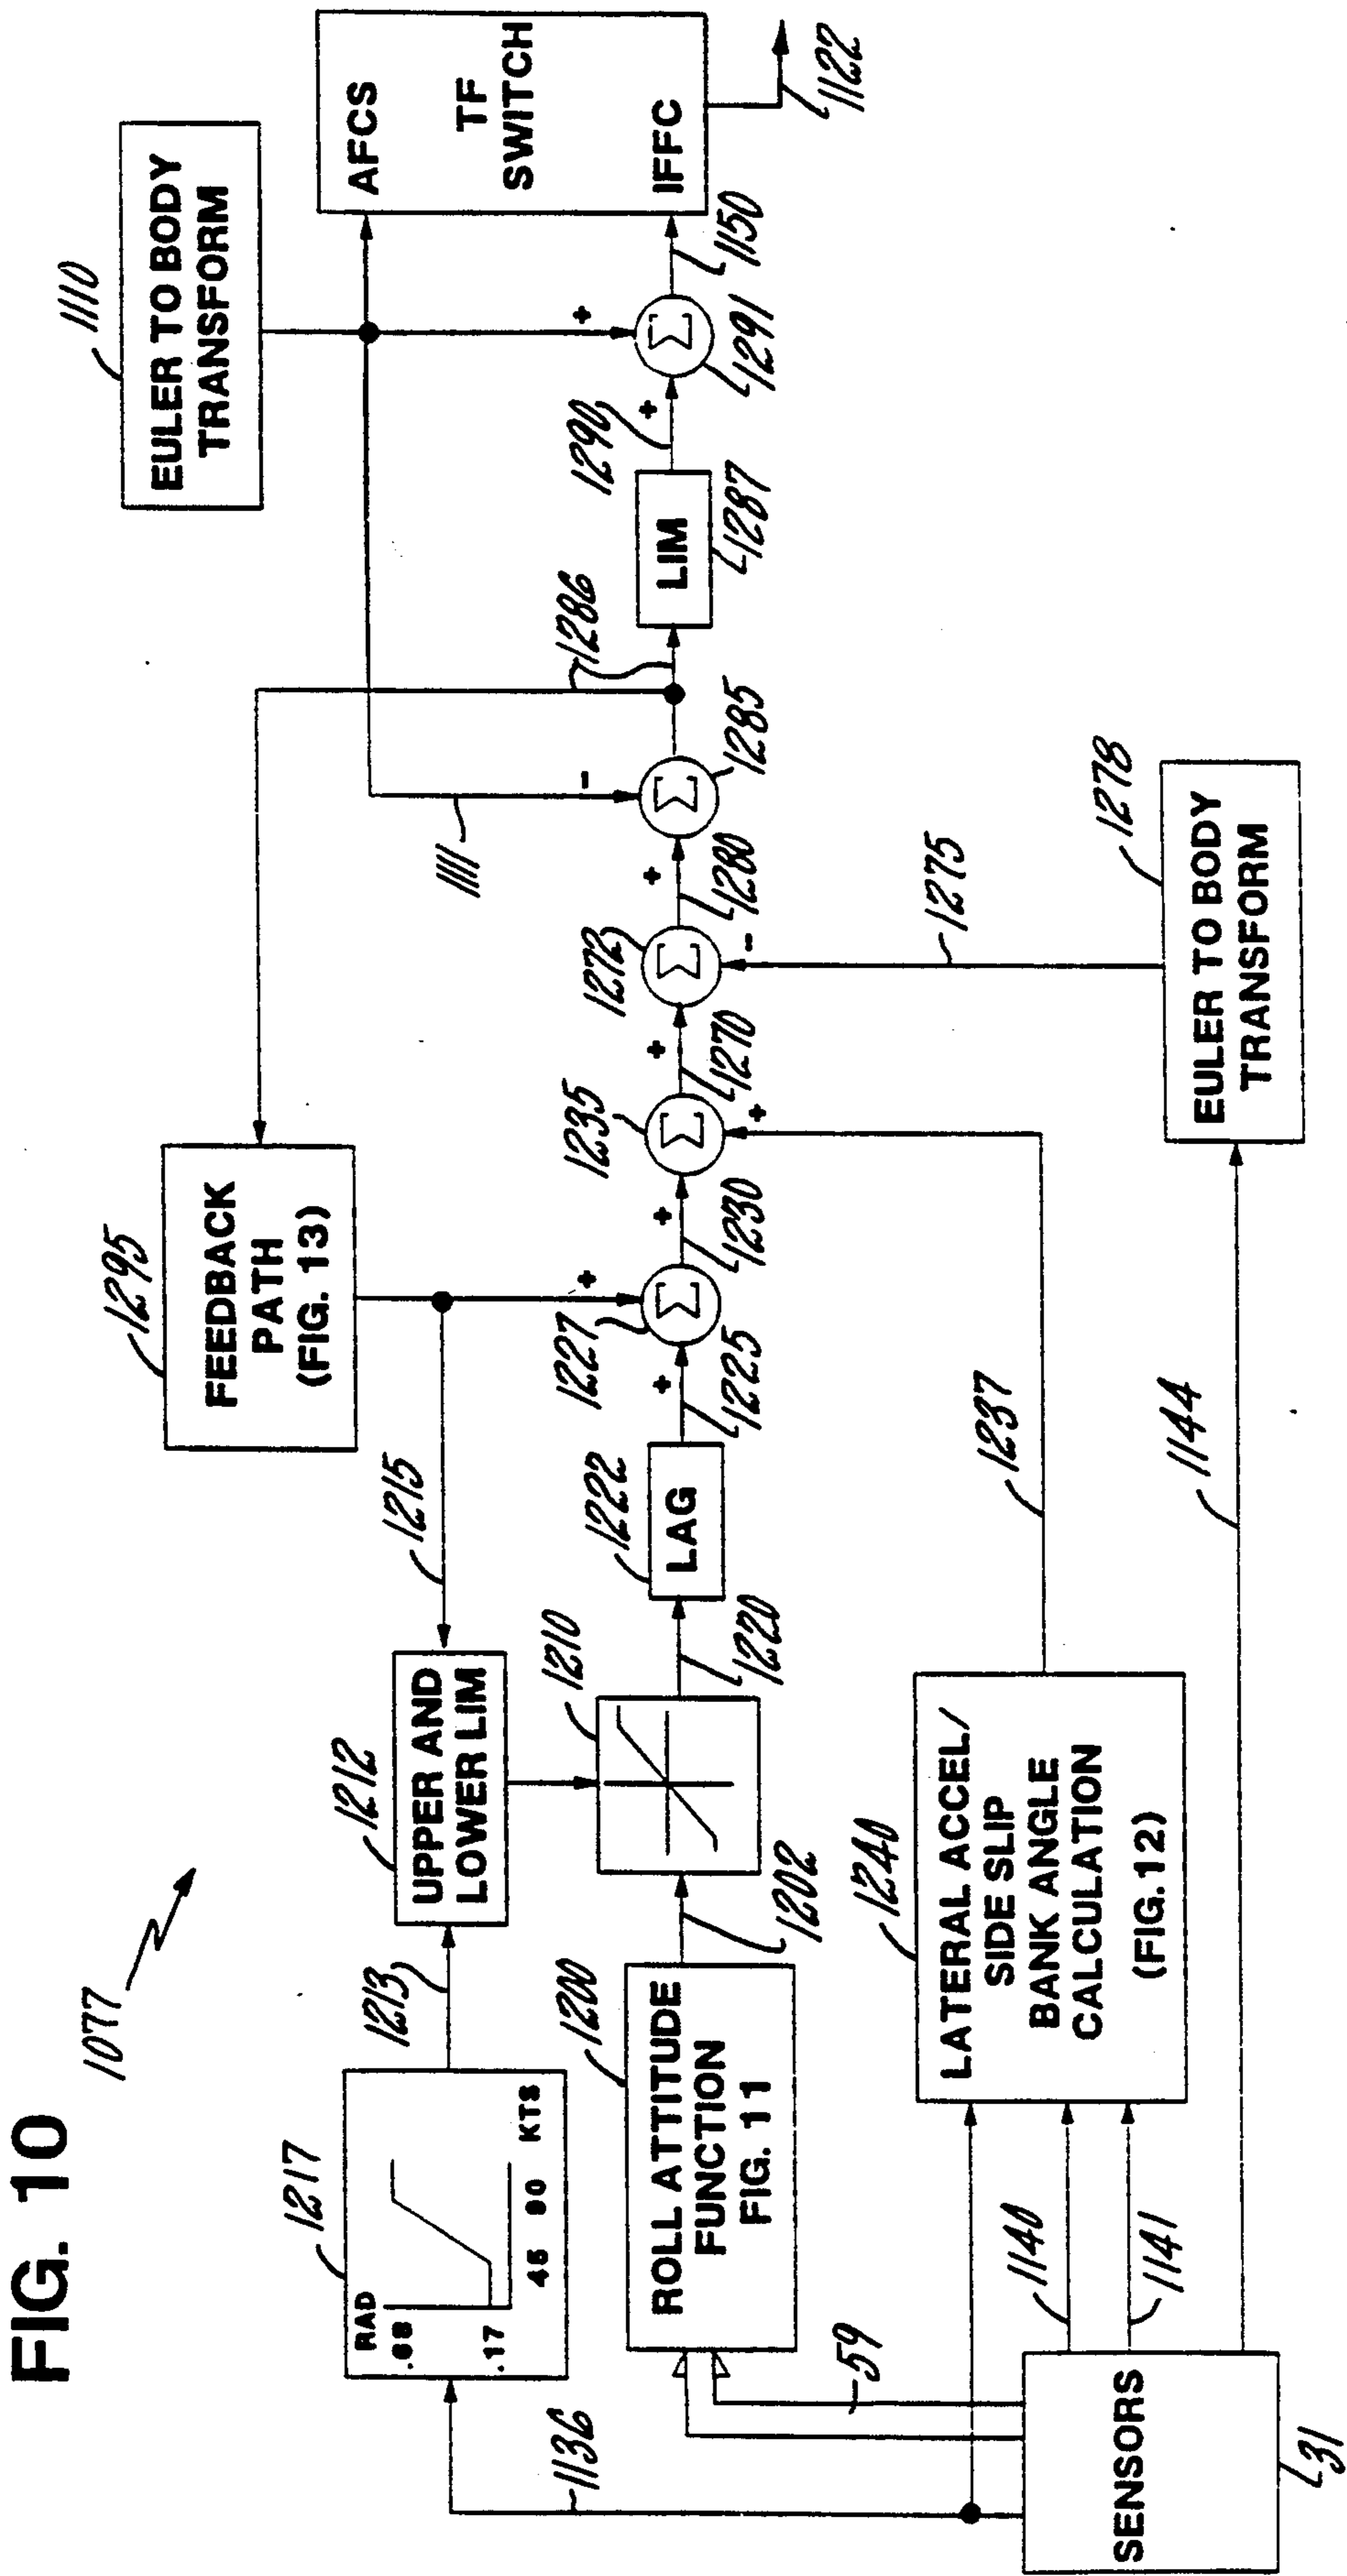 FIG. 10
1077
1110
EULER TO BODY
TRANSFORM
AFCS
TF
SWITCH
IFFC
1122
1150
1291
+
+
1290
LIM
1287
1286
1285
-
1111
+
1280
1272
-
1275
1278
EULER TO BODY
TRANSFORM
+
1270
1235
+
+
1230
1227
+
+
1225
1295
FEEDBACK
PATH
(FIG. 13)
1215
1222
LAG
1220
1210
1212
UPPER AND
LOWER LIM
1213
1217
RAD
.68
.17
45 90 KTS
1202
1200
ROLL ATTITUDE
FUNCTION
FIG. 11
1237
1144
1240
LATERAL ACCEL/
SIDE SLIP
BANK ANGLE
CALCULATION
(FIG.12)
1140
1141
59
1136
SENSORS
31